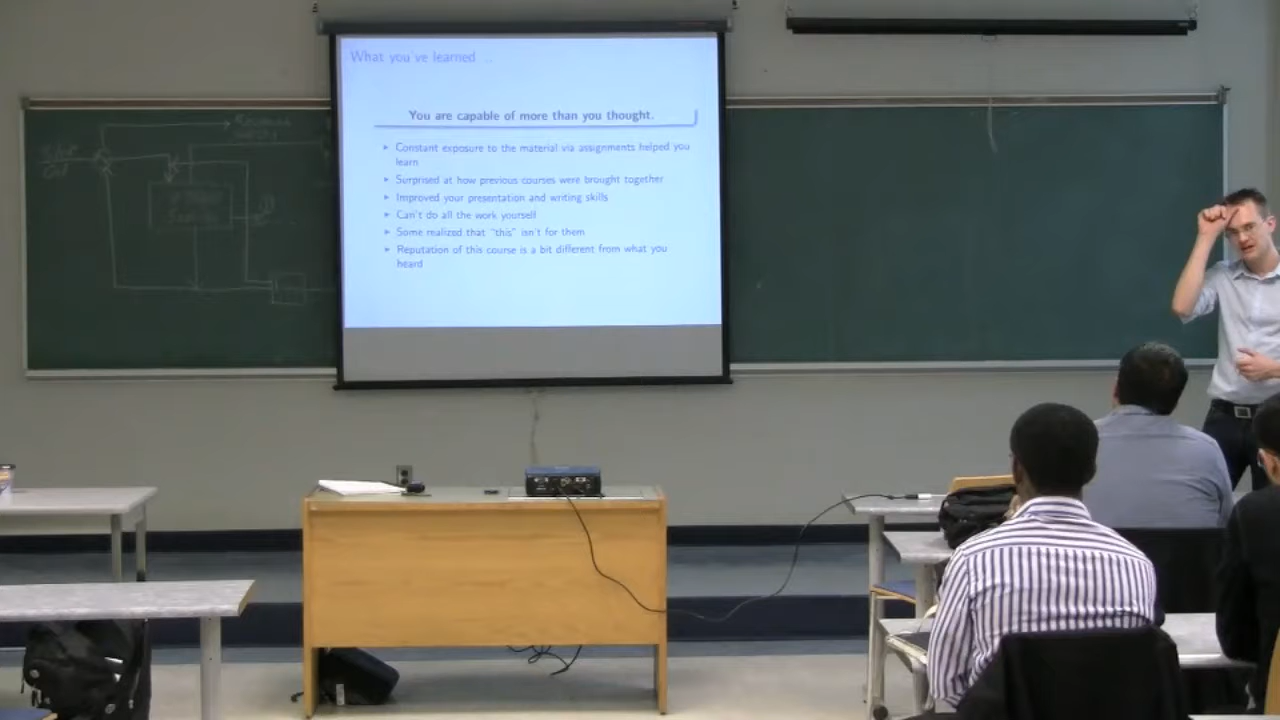 What you've learned ...
You are capable of more than you thought.
Constant exposure to the material via assignments helped you
learn
Surprised at how previous courses were brought together
Improved your presentation and writing skills
Can't do all the work yourself
Some realized that "this" isn't for them
Reputation of this course is a bit different from what you
heard